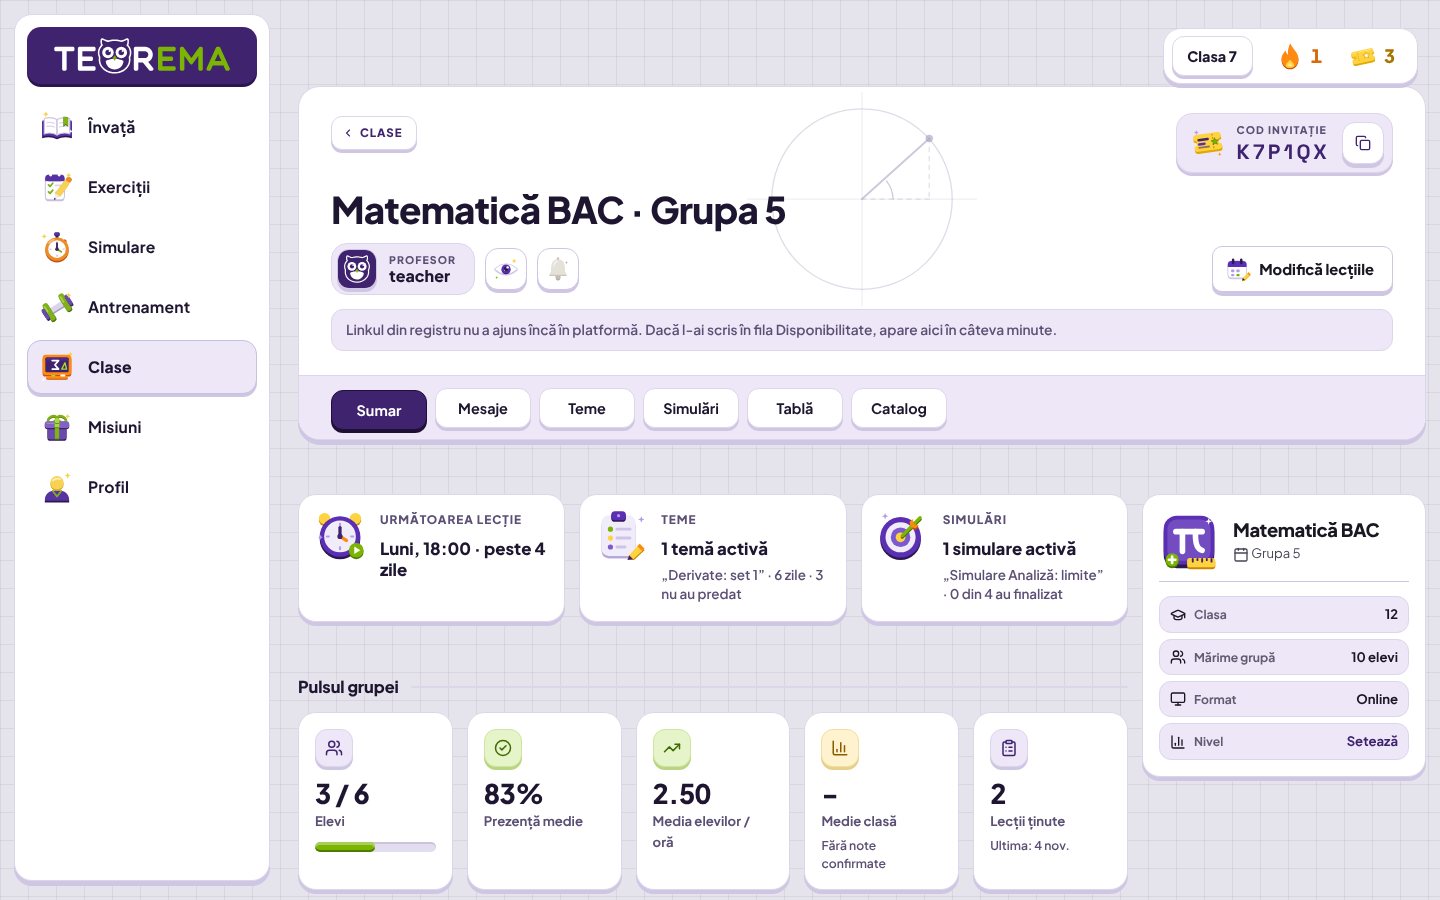 TEOREMA
Învață
Exerciții
Simulare
Antrenament
Clase
Misiuni
Profil
Clasa 7
1
3
CLASE
COD INVITAȚIE
K7P1QX
Matematică BAC · Grupa 5
PROFESOR
teacher
Modifică lecțiile
Linkul din registru nu a ajuns încă în platformă. Dacă l-ai scris în fila Disponibilitate, apare aici în câteva minute.
Sumar
Mesaje
Teme
Simulări
Tablă
Catalog
URMĂTOAREA LECȚIE
Luni, 18:00 · peste 4
zile
TEME
1 temă activă
„Derivate: set 1” · 6 zile · 3
nu au predat
SIMULĂRI
1 simulare activă
„Simulare Analiză: limite”
· 0 din 4 au finalizat
Matematică BAC
Grupa 5
Clasa
12
Mărime grupă
10 elevi
Format
Online
Nivel
Setează
Pulsul grupei
3 / 6
Elevi
83%
Prezență medie
2.50
Media elevilor /
oră
–
Medie clasă
Fără note
confirmate
2
Lecții ținute
Ultima: 4 nov.